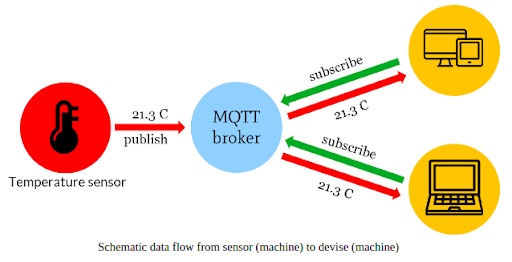 subscribe
21.3 C
21.3 C
publish
MQTT
broker
subscribe
21.3 C
Temperature sensor
Schematic data flow from sensor (machine) to devise (machine)